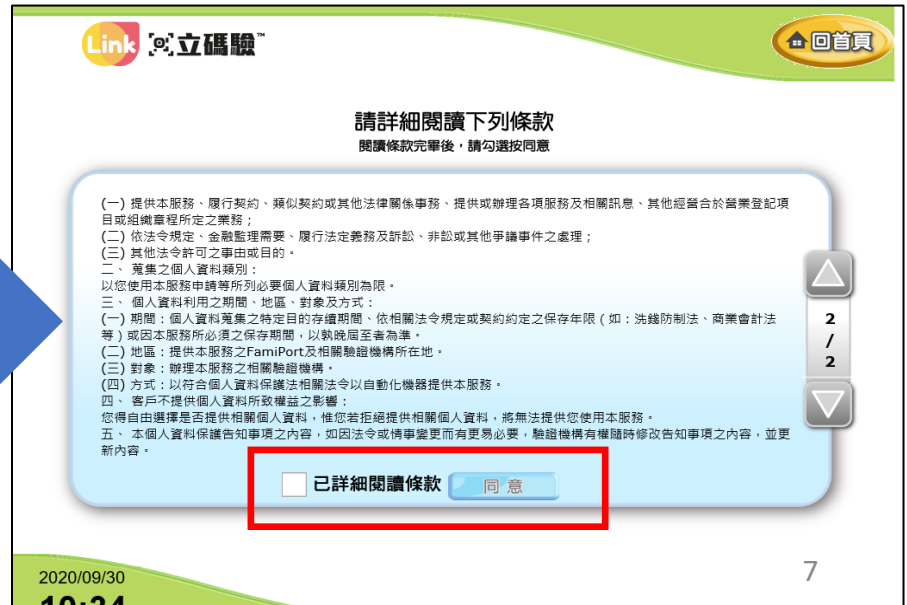 Link 立碼驗™
回首頁
請詳細閱讀下列條款
閱讀條款完畢後，請勾選按同意
(一) 提供本服務、履行契約、類似契約或其他法律關係事務、提供或辦理各項服務及相關訊息、其他經營合於營業登記項
目或組織章程所定之業務；
(二) 依法令規定、金融監理需要、履行法定義務及訴訟、非訟或其他爭議事件之處理；
(三) 其他法令許可之事由或目的。
二、 蒐集之個人資料類別：
以您使用本服務申請等所列必要個人資料類別為限。
三、 個人資料利用之期間、地區、對象及方式：
(一) 期間：個人資料蒐集之特定目的存續期間、依相關法令規定或契約約定之保存年限 ( 如：洗錢防制法、商業會計法
等 ) 或因本服務所必須之保存期間，以孰晚屆至者為準。
(二) 地區：提供本服務之FamiPort及相關驗證機構所在地。
(三) 對象：辦理本服務之相關驗證機構。
(四) 方式：以符合個人資料保護法相關法令以自動化機器提供本服務。
四、 客戶不提供個人資料所致權益之影響：
您得自由選擇是否提供相關個人資料，惟您若拒絕提供相關個人資料，將無法提供您使用本服務。
五、 本個人資料保護告知事項之內容，如因法令或情事變更而有更易必要，驗證機構有權隨時修改告知事項之內容，並更
新內容。
2
/
2
已詳細閱讀條款 同意
7
2020/09/30
10:34